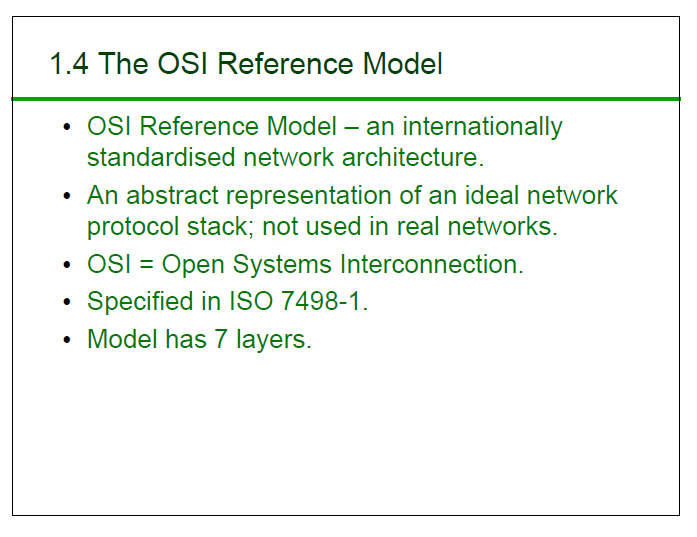 1.4 The OSI Reference Model
• OSI Reference Model – an internationally
standardised network architecture.
• An abstract representation of an ideal network
protocol stack; not used in real networks.
• OSI = Open Systems Interconnection.
• Specified in ISO 7498-1.
• Model has 7 layers.